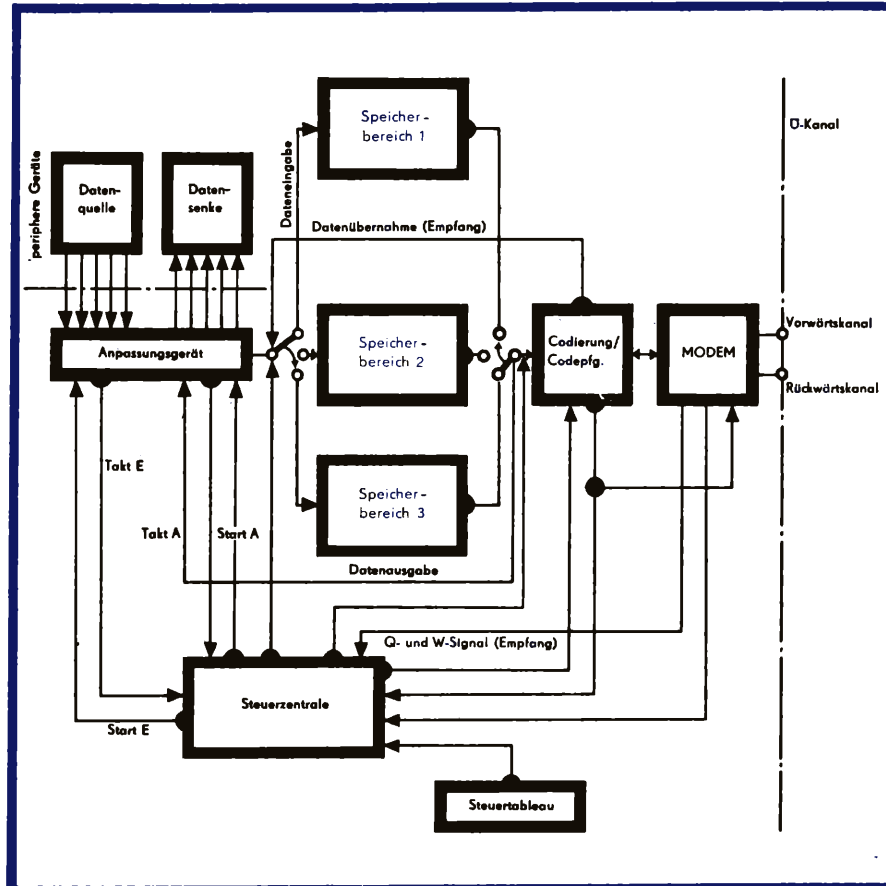 Speicher-
bereich 1
Ü-Kanal
periphere Geräte
Daten-
quelle
Daten-
senke
Dateneingabe
Datenübernahme (Empfang)
Anpassungsgerät
Speicher-
bereich 2
Codierung/
Codepfg.
MODEM
Vorwärtskanal
Rückwärtskanal
Takt E
Takt A
Start A
Speicher-
bereich 3
Datenausgabe
Q- und W-Signal (Empfang)
Steuerzentrale
Start E
Steuertableau